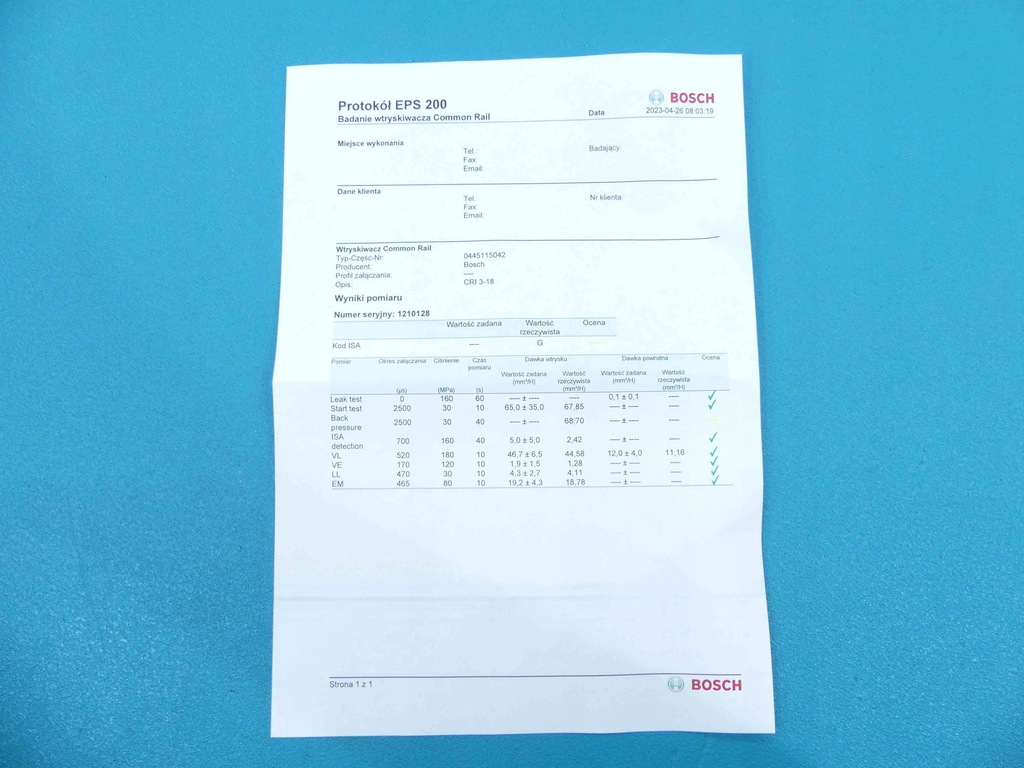 Protokół EPS 200
Badanie wtryskiwacza Common Rail
BOSCH
Data 2023-04-26 08:03:19
Miejsce wykonania
Tel.:
Fax:
Email:
Badający:
Dane klienta
Tel.:
Fax:
Email:
Nr klienta:
Wtryskiwacz Common Rail
Typ-Część-Nr: 0445115042
Producent: Bosch
Profil załączania: ----
Opis: CRI 3-18
Wyniki pomiaru
Numer seryjny: 1210128
Wartość zadana Wartość rzeczywista Ocena
Kod ISA ---- G
Pomiar Okres załączania Ciśnienie Czas pomiaru Dawka wtrysku Dawka powrotna Ocena
Wartość zadana (mm³/H) Wartość rzeczywista (mm³/H) Wartość zadana (mm³/H) Wartość rzeczywista (mm³/H)
(µs) (MPa) (s)
Leak test 0 160 60 ---- ± ---- ---- 0,1 ± 0,1 ---- ✓
Start test 2500 30 10 65,0 ± 35,0 67,85 ---- ± ---- ---- ✓
Back pressure 2500 30 40 ---- ± ---- 68,70 ---- ± ---- ----
ISA detection 700 160 40 5,0 ± 5,0 2,42 ---- ± ---- ---- ✓
VL 520 180 10 46,7 ± 6,5 44,58 12,0 ± 4,0 11,16 ✓
VE 170 120 10 1,9 ± 1,5 1,28 ---- ± ---- ---- ✓
LL 470 30 10 4,3 ± 2,7 4,11 ---- ± ---- ---- ✓
EM 465 80 10 19,2 ± 4,3 18,78 ---- ± ---- ---- ✓
Strona 1 z 1
BOSCH